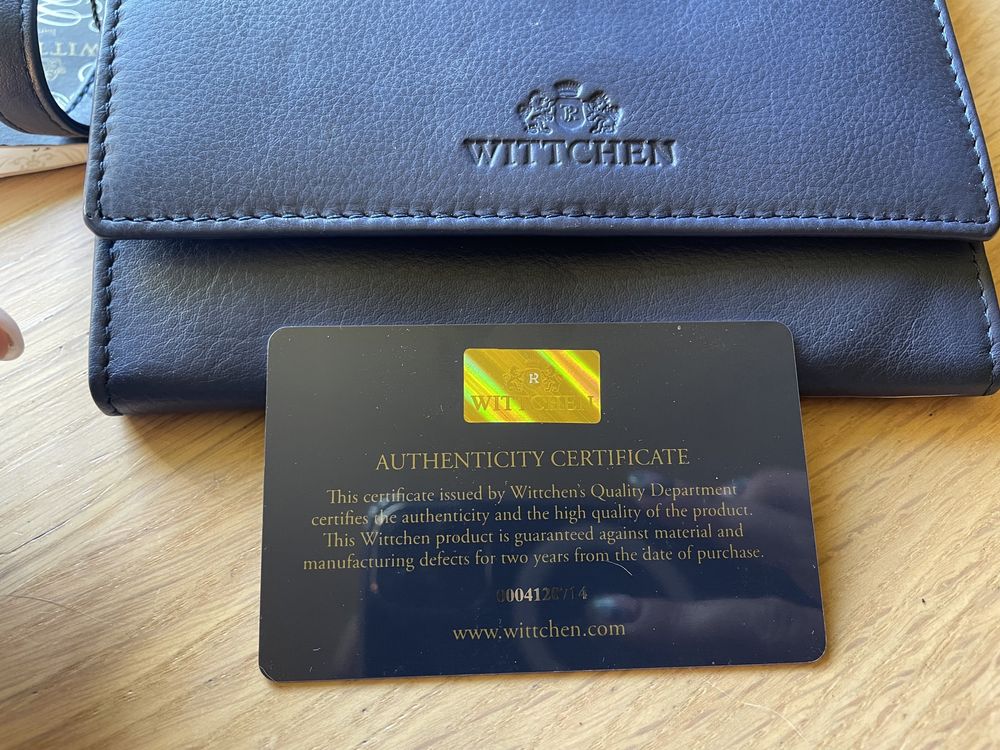 WITTCHEN
R
WITTCHEN
R
WITTCHEN
AUTHENTICITY CERTIFICATE
This certificate issued by Wittchen's Quality Department
certifies the authenticity and the high quality of the product.
This Wittchen product is guaranteed against material and
manufacturing defects for two years from the date of purchase.
www.wittchen.com